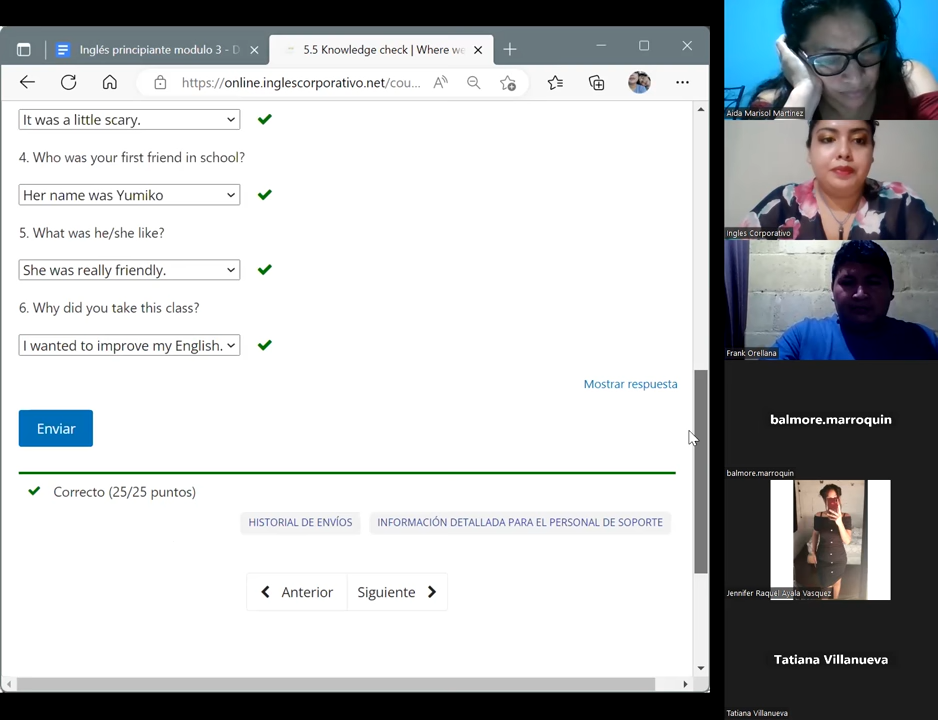 Inglés principiante modulo 3 - D
5.5 Knowledge check | Where we
https://online.inglescorporativo.net/cou...
It was a little scary.
4. Who was your first friend in school?
Her name was Yumiko
5. What was he/she like?
She was really friendly.
6. Why did you take this class?
I wanted to improve my English.
Mostrar respuesta
Enviar
Correcto (25/25 puntos)
HISTORIAL DE ENVÍOS
INFORMACIÓN DETALLADA PARA EL PERSONAL DE SOPORTE
Anterior
Siguiente
Aida Marisol Martinez
Ingles Corporativo
Frank Orellana
balmore.marroquin
balmore.marroquin
Jennifer Raquel Ayala Vasquez
Tatiana Villanueva
Tatiana Villanueva